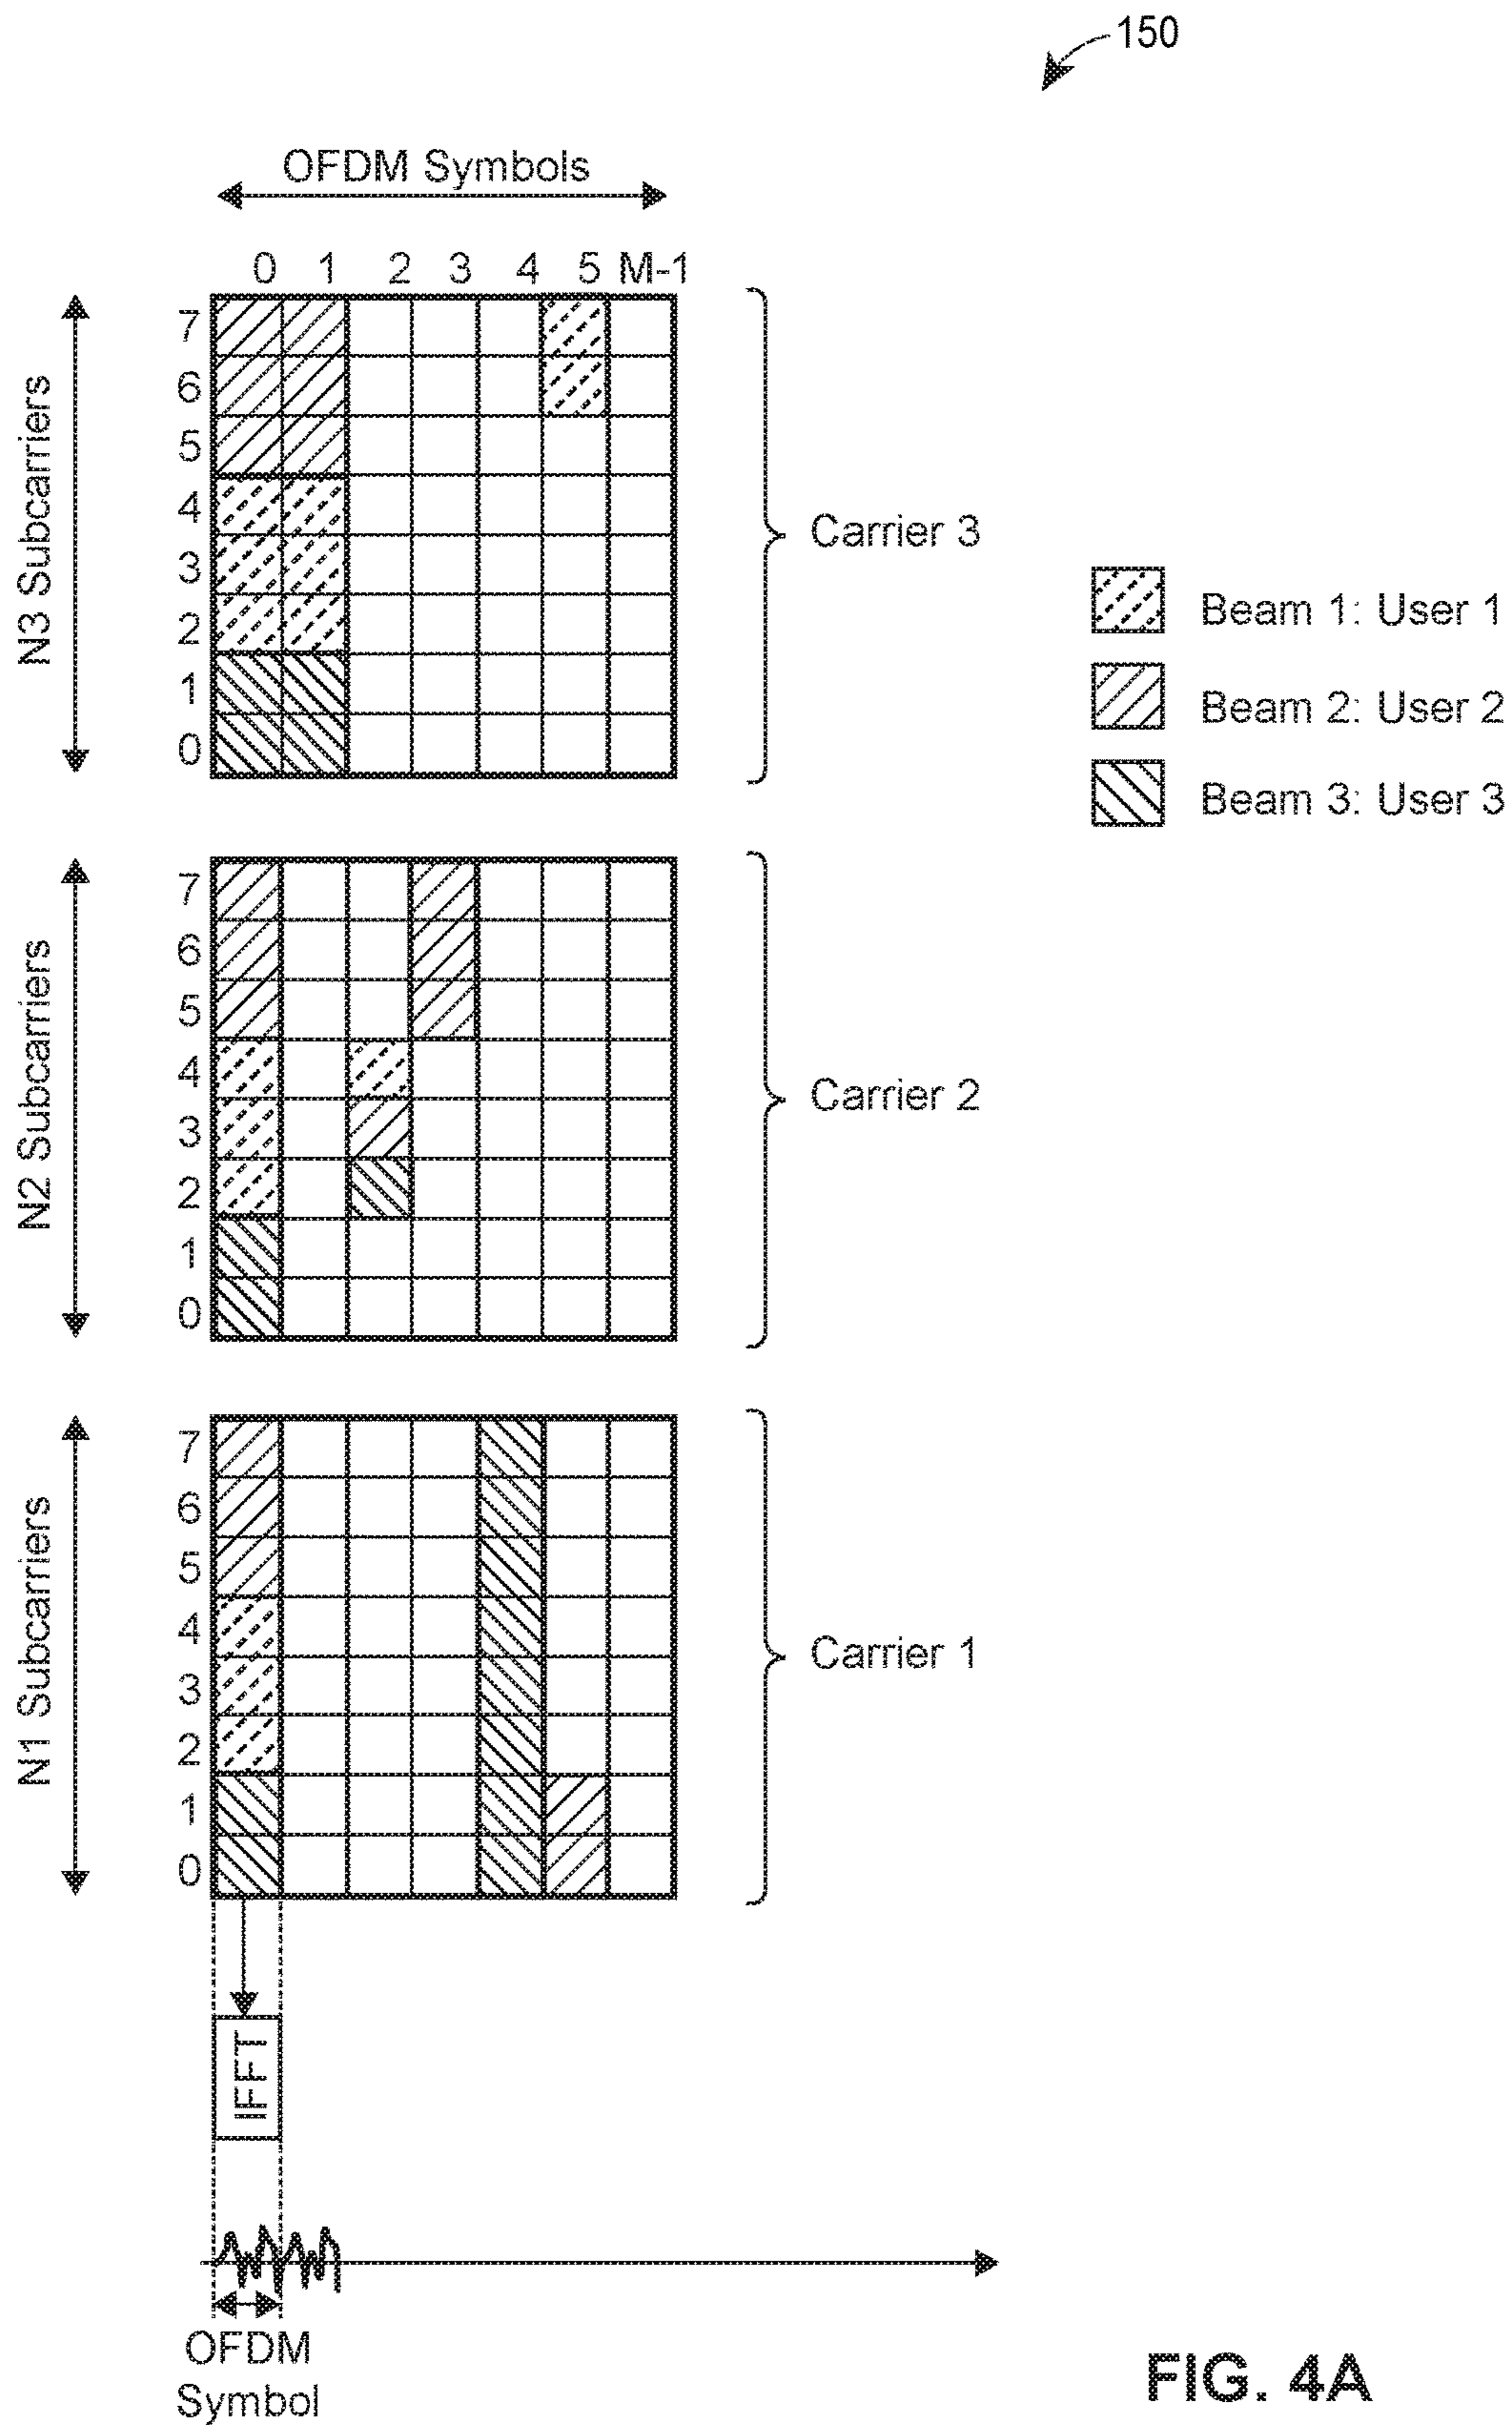 150
OFDM Symbols
0 1 2 3 4 5 M-1
N3 Subcarriers
7
6
5
4
3
2
1
0
Carrier 3
Beam 1: User 1
Beam 2: User 2
Beam 3: User 3
N2 Subcarriers
7
6
5
4
3
2
1
0
Carrier 2
N1 Subcarriers
7
6
5
4
3
2
1
0
Carrier 1
IFFT
OFDM
Symbol
FIG. 4A